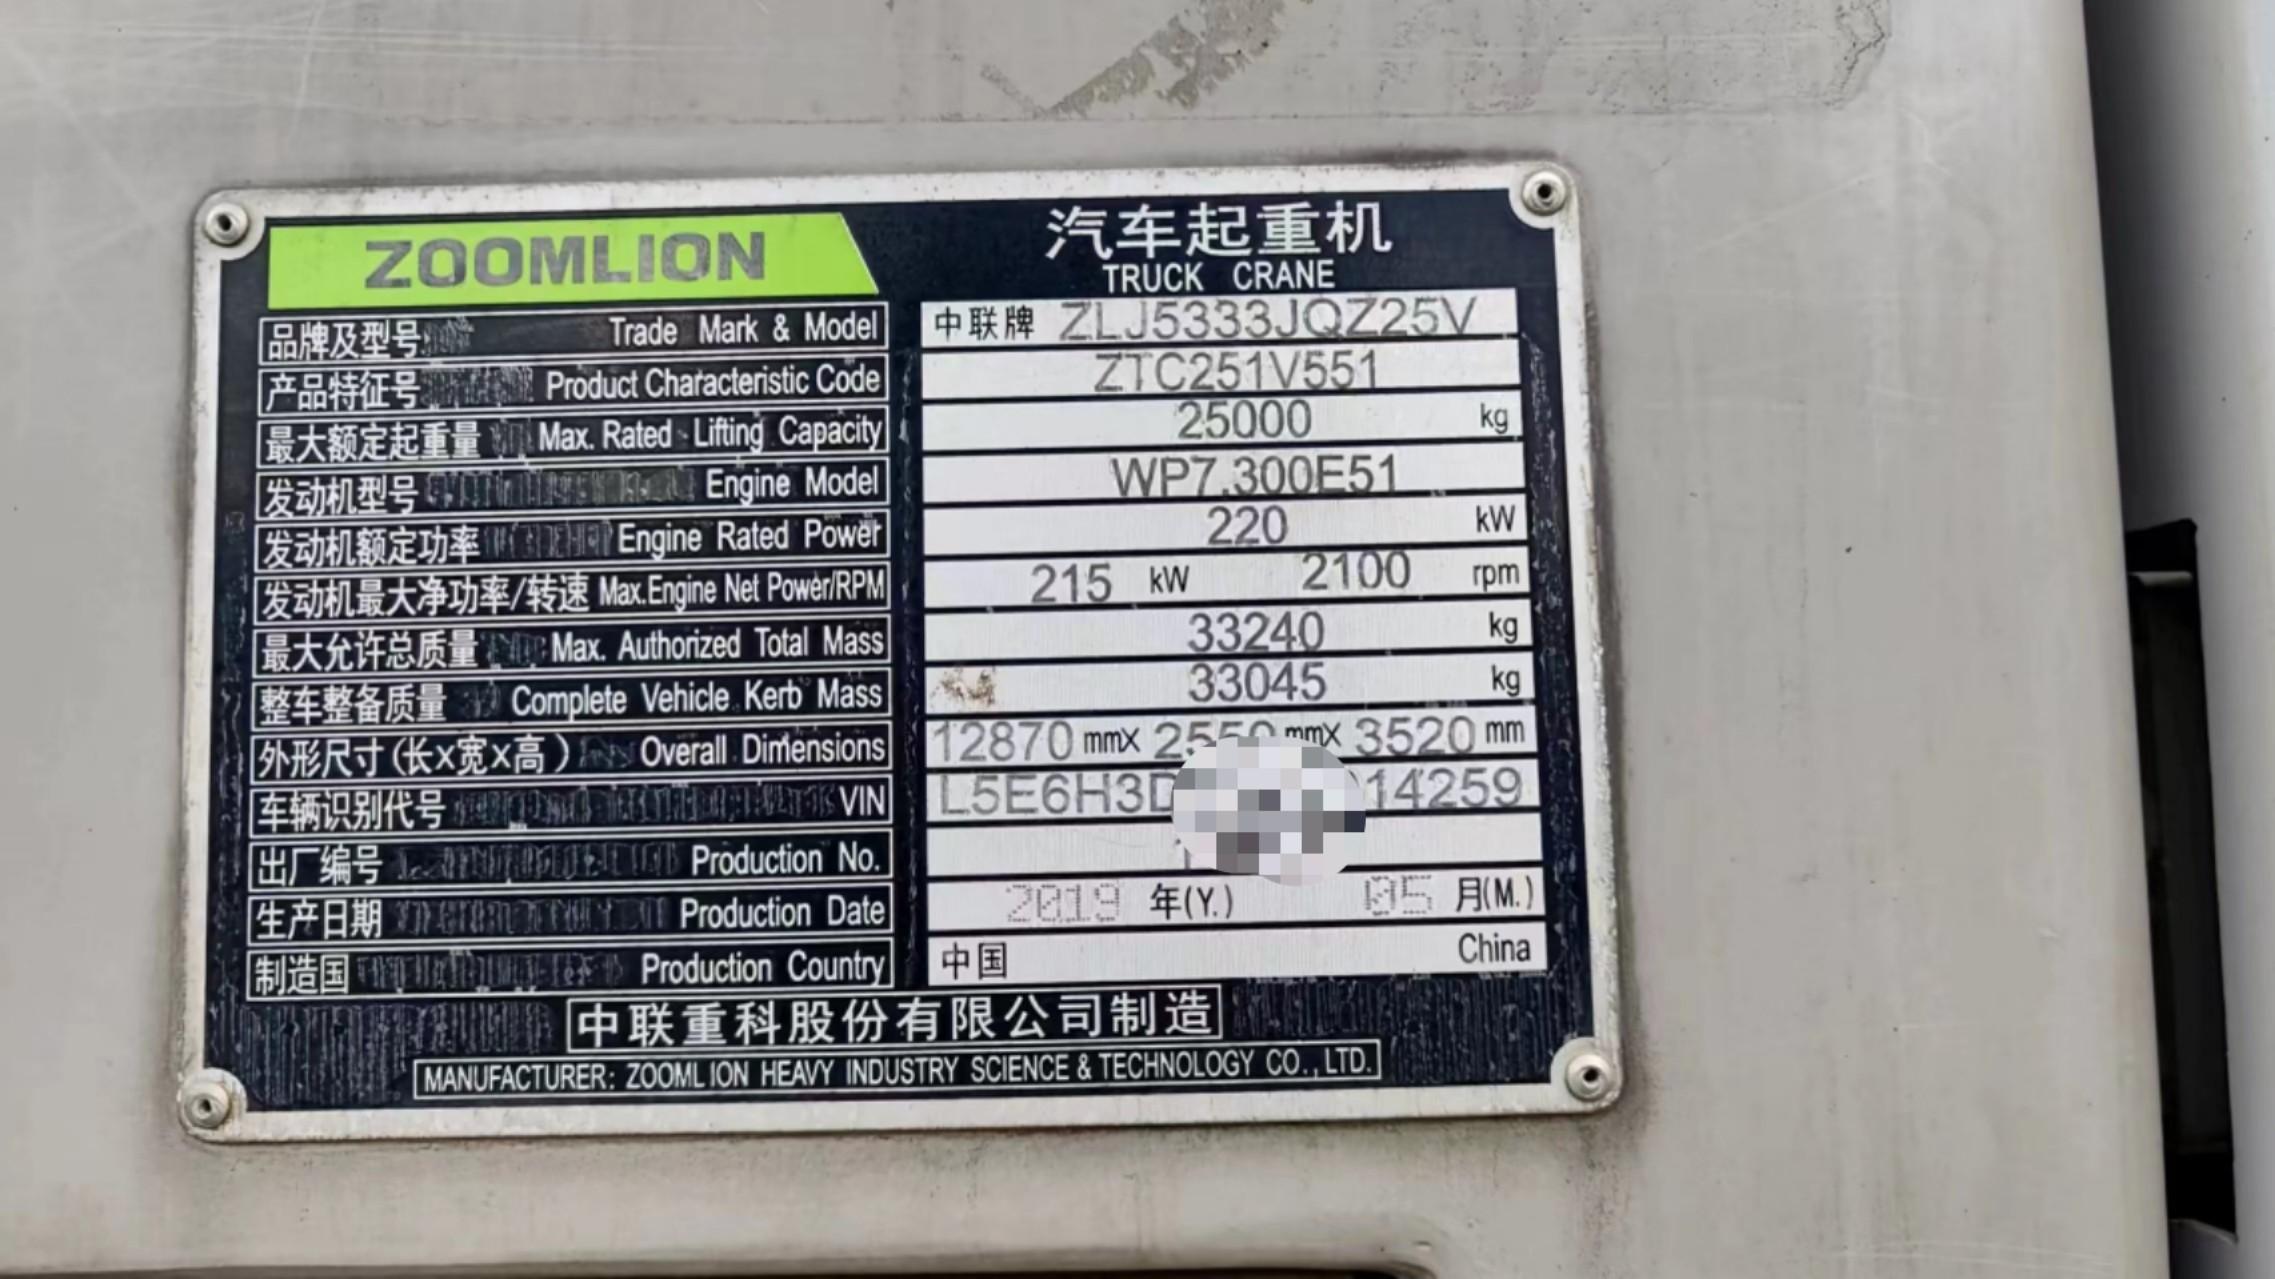 ZOOMLION
汽车起重机
TRUCK CRANE
品牌及型号 Trade Mark & Model 中联牌 ZLJ5333JQZ25V
产品特征号 Product Characteristic Code ZTC251V551
最大额定起重量 Max. Rated Lifting Capacity 25000 kg
发动机型号 Engine Model WP7.300E51
发动机额定功率 Engine Rated Power 220 kW
发动机最大净功率/转速 Max.Engine Net Power/RPM 215 kW 2100 rpm
最大允许总质量 Max. Authorized Total Mass 33240 kg
整车整备质量 Complete Vehicle Kerb Mass 33045 kg
外形尺寸(长X宽X高) Overall Dimensions 12870 mmX 2550 mmX 3520 mm
车辆识别代号 VIN L5E6H3D 14259
出厂编号 Production No.
生产日期 Production Date 2019 年(Y.) 05 月(M.)
制造国 Production Country 中国 China
中联重科股份有限公司制造
MANUFACTURER: ZOOMLION HEAVY INDUSTRY SCIENCE & TECHNOLOGY CO., LTD.